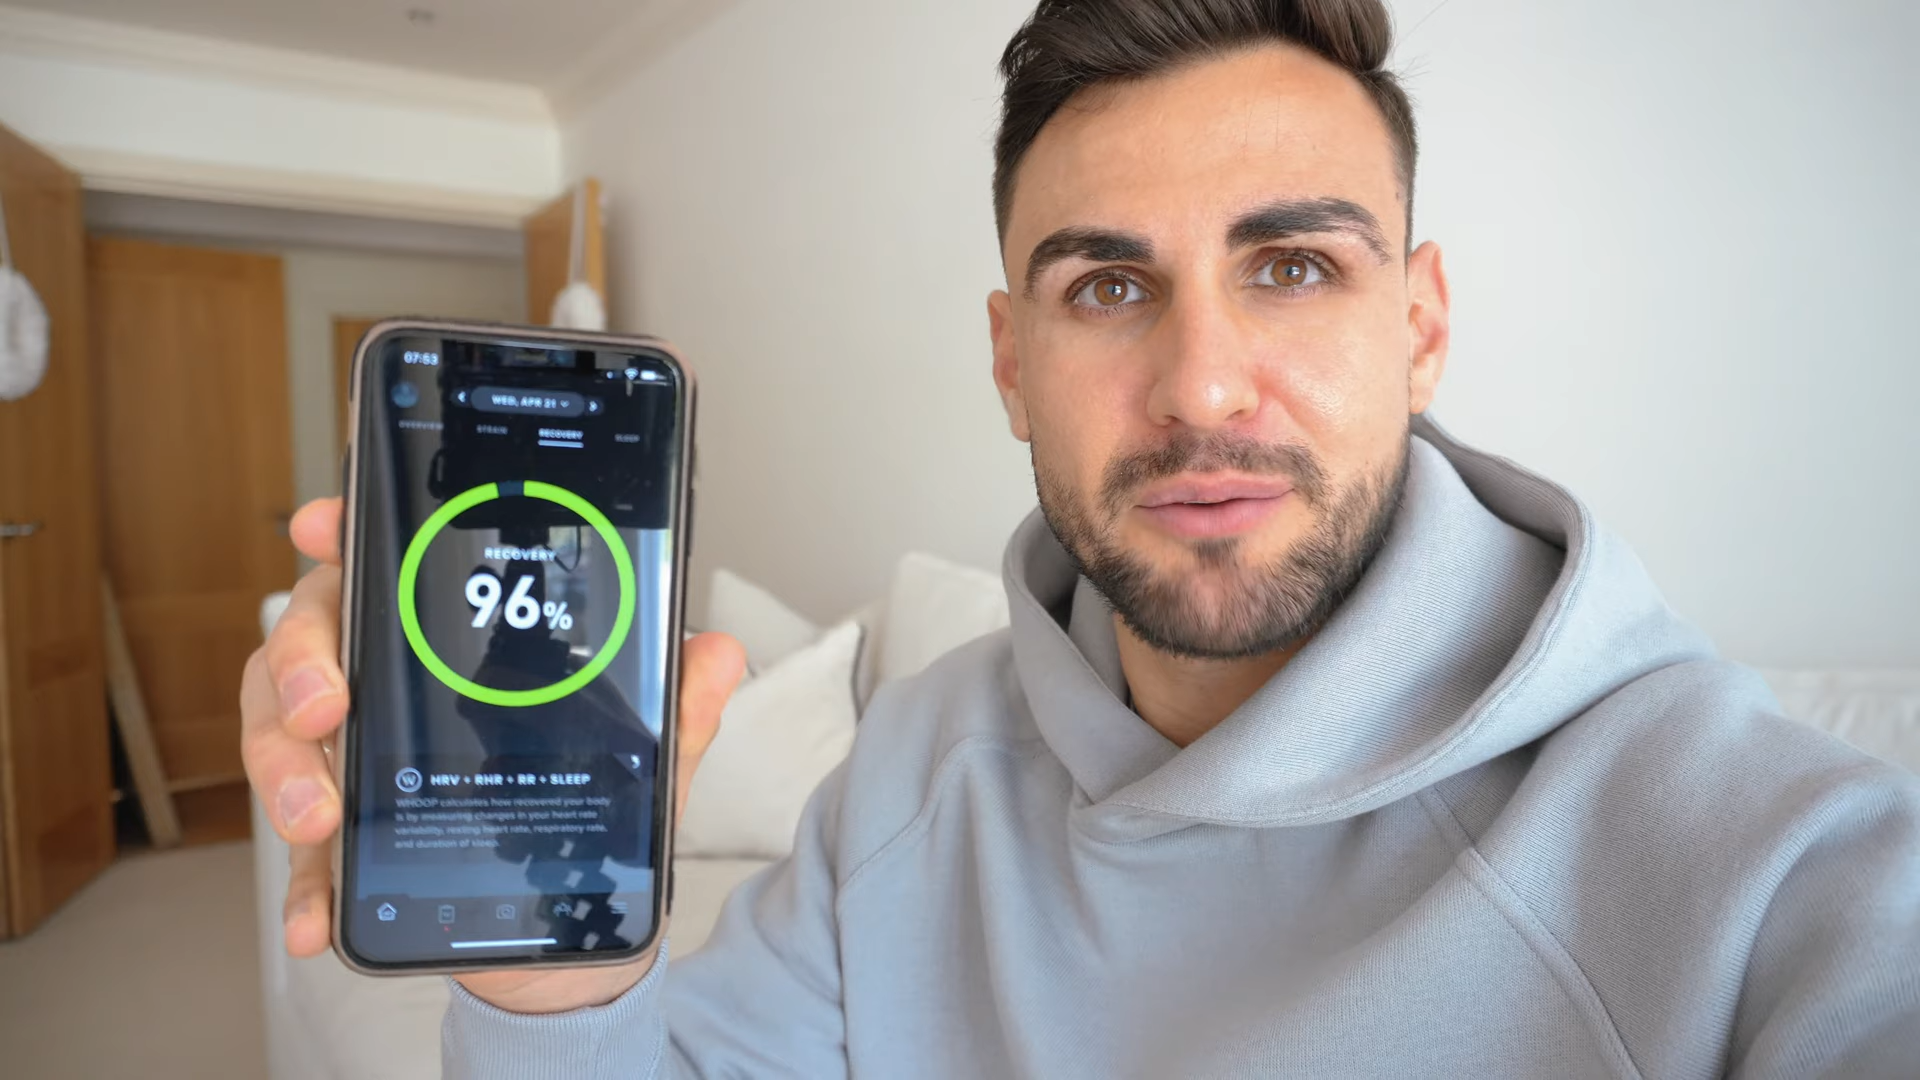 07:53
WED, APR 21
OVERVIEW STRAIN RECOVERY SLEEP
RECOVERY
96%
W HRV + RHR + RR + SLEEP
WHOOP calculates how recovered your body
is by measuring changes in your heart rate
variability, resting heart rate, respiratory rate,
and duration of sleep.